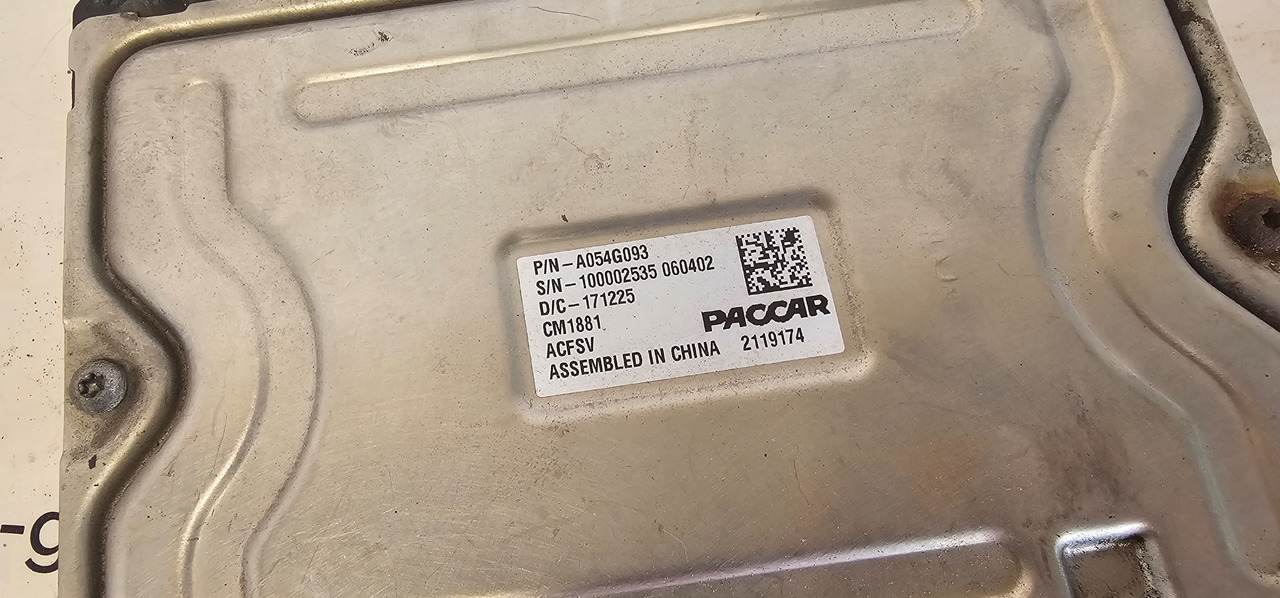 P/N-A054G093
S/N-100002535 060402
D/C-171225
CM1881
ACFSV
ASSEMBLED IN CHINA
PACCAR
2119174
-g